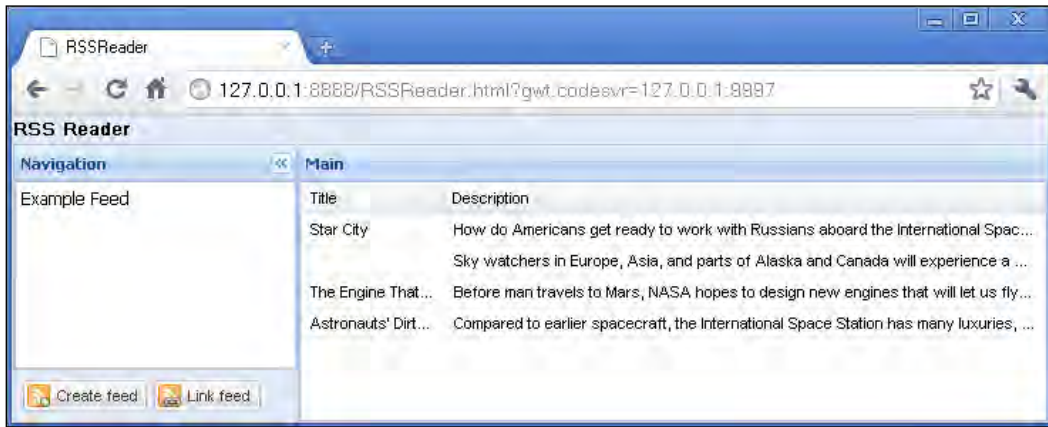 RSSReader
127.0.0.1:8888/RSSReader.html?gwt.codesvr=127.0.0.1:9997
RSS Reader
Navigation
Main
Example Feed
Title Description
Star City How do Americans get ready to work with Russians aboard the International Spac...
Sky watchers in Europe, Asia, and parts of Alaska and Canada will experience a ...
The Engine That... Before man travels to Mars, NASA hopes to design new engines that will let us fly...
Astronauts' Dirt... Compared to earlier spacecraft, the International Space Station has many luxuries, ...
Create feed Link feed